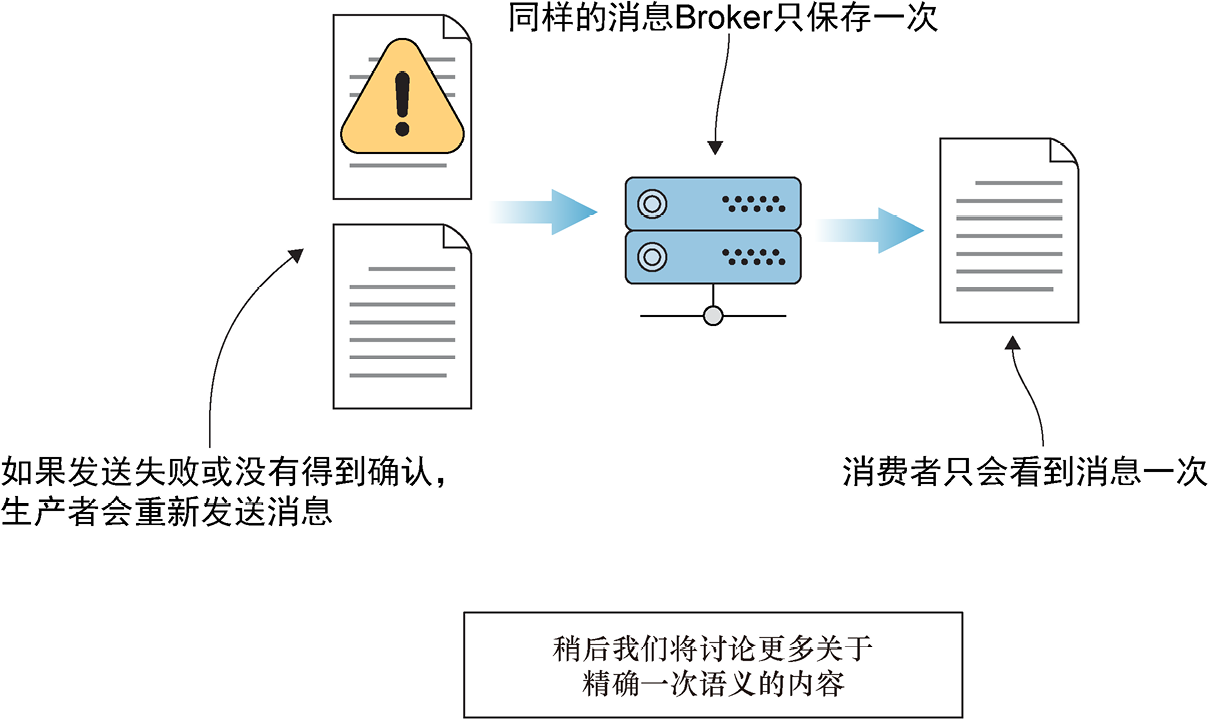 同样的消息Broker只保存一次
如果发送失败或没有得到确认，
生产者会重新发送消息
消费者只会看到消息一次
稍后我们将讨论更多关于
精确一次语义的内容